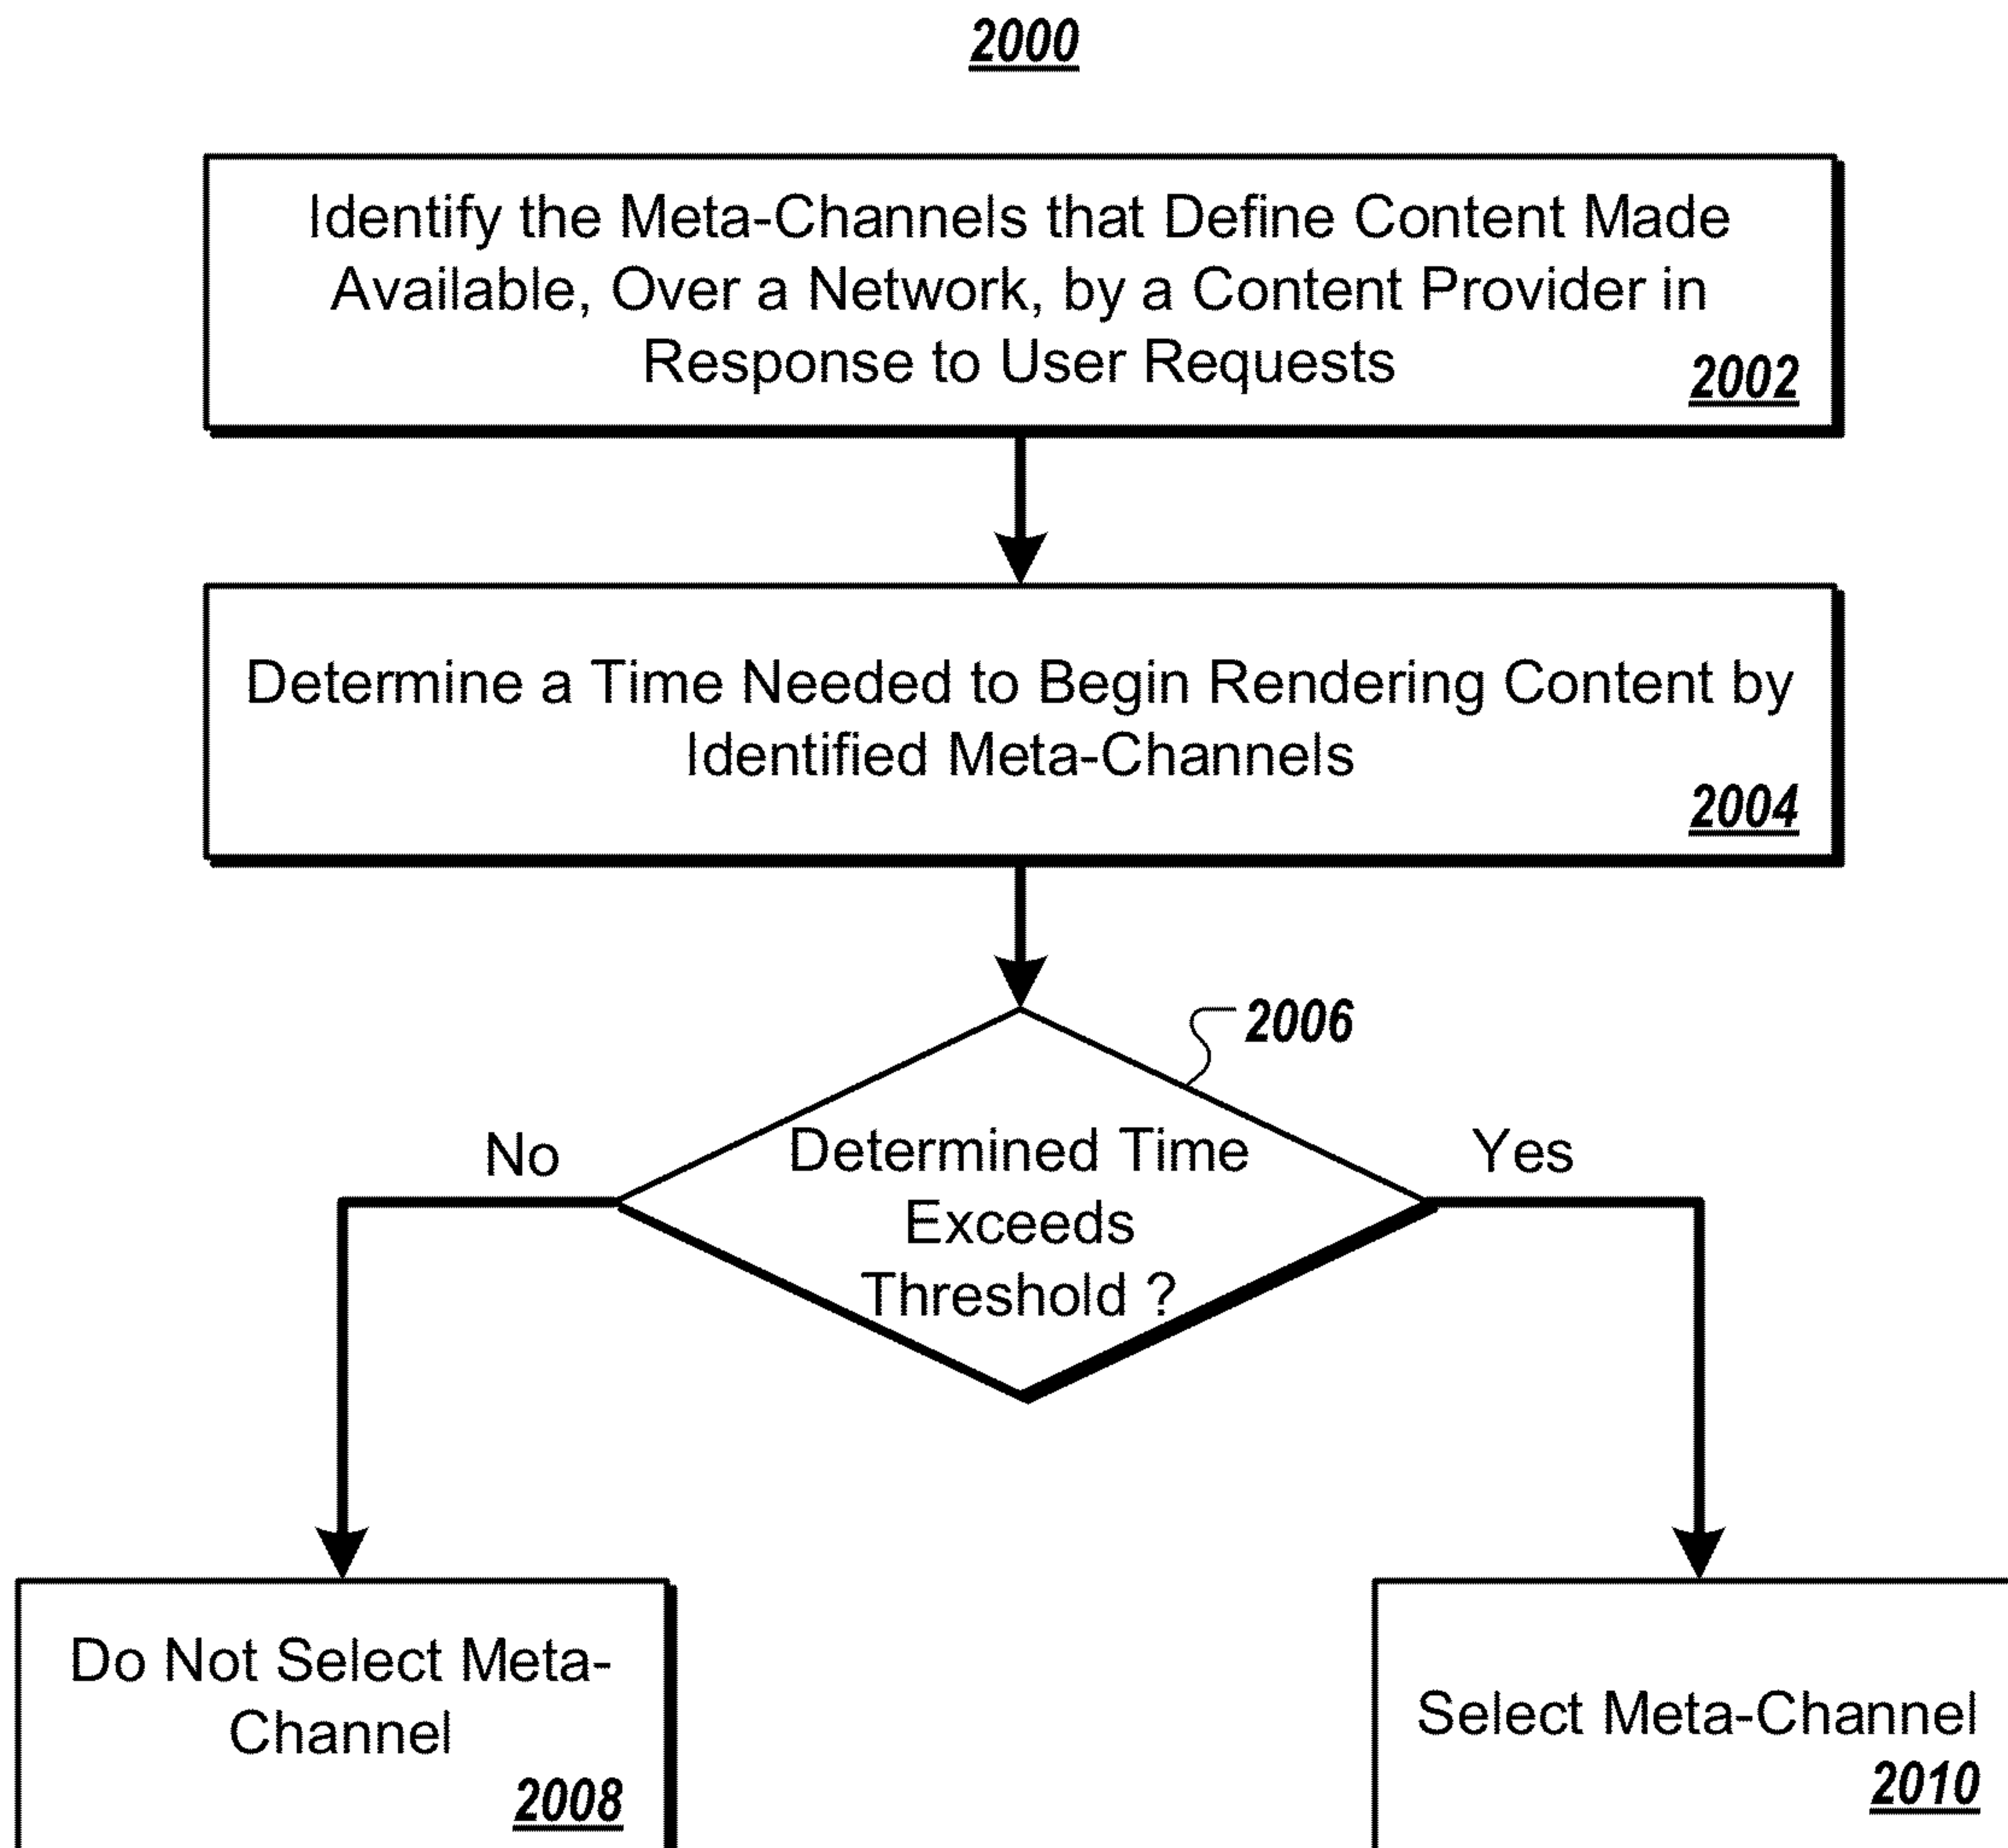 2000
Identify the Meta-Channels that Define Content Made
Available, Over a Network, by a Content Provider in
Response to User Requests
2002
Determine a Time Needed to Begin Rendering Content by
Identified Meta-Channels
2004
2006
No
Determined Time
Exceeds
Threshold ?
Yes
Do Not Select Meta-
Channel
2008
Select Meta-Channel
2010